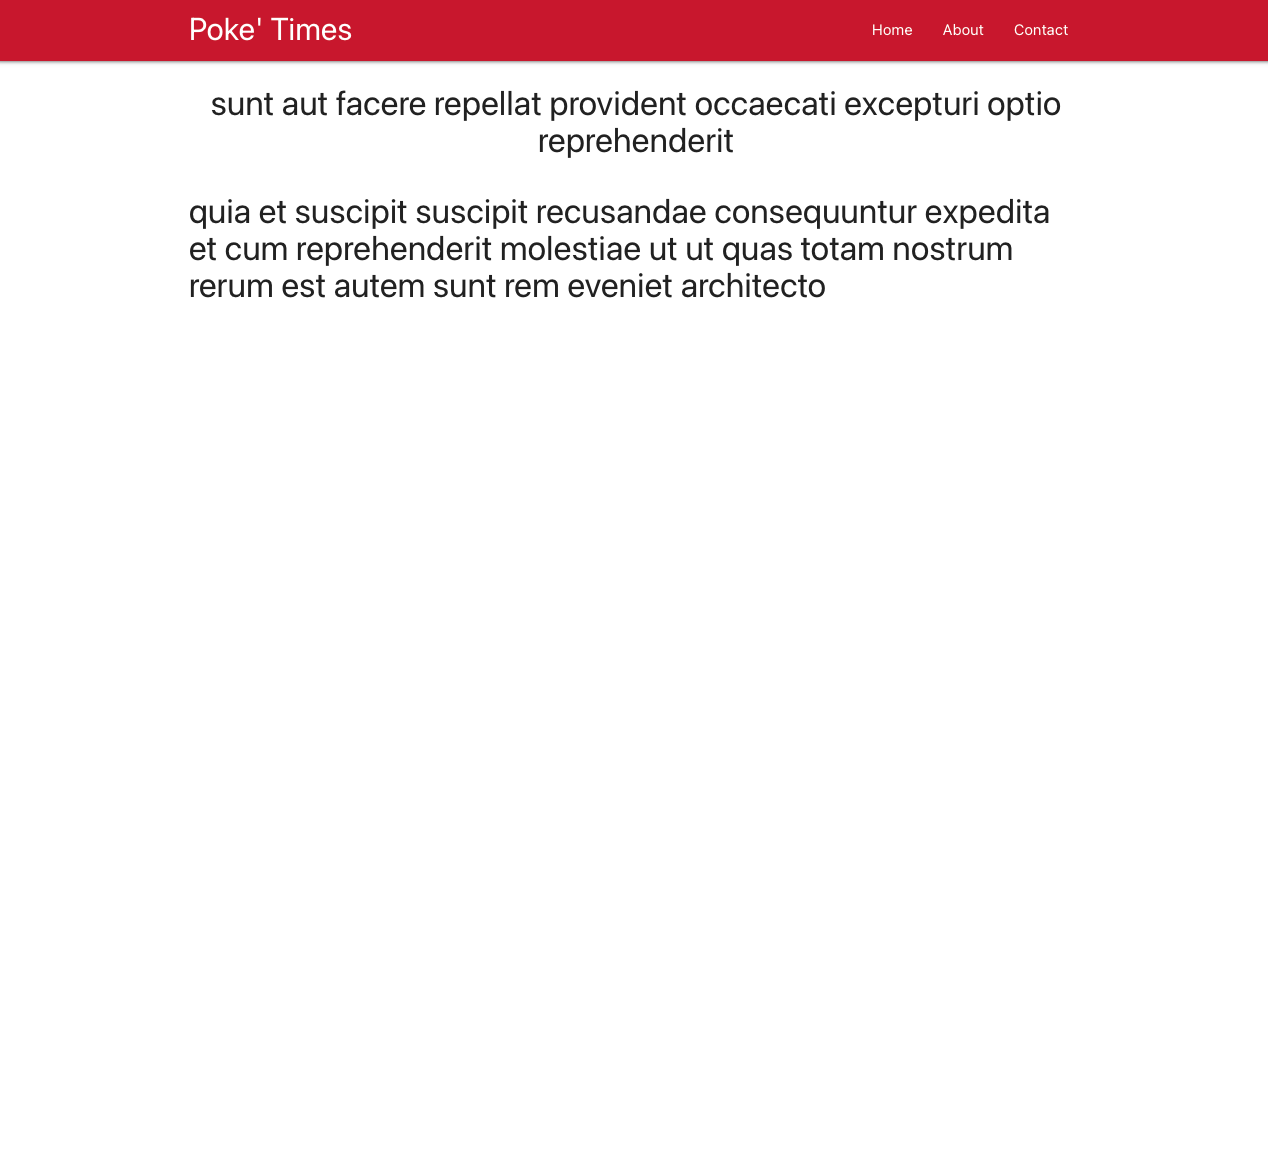 Poke' Times
Home About Contact
sunt aut facere repellat provident occaecati excepturi optio
reprehenderit
quia et suscipit suscipit recusandae consequuntur expedita
et cum reprehenderit molestiae ut ut quas totam nostrum
rerum est autem sunt rem eveniet architecto